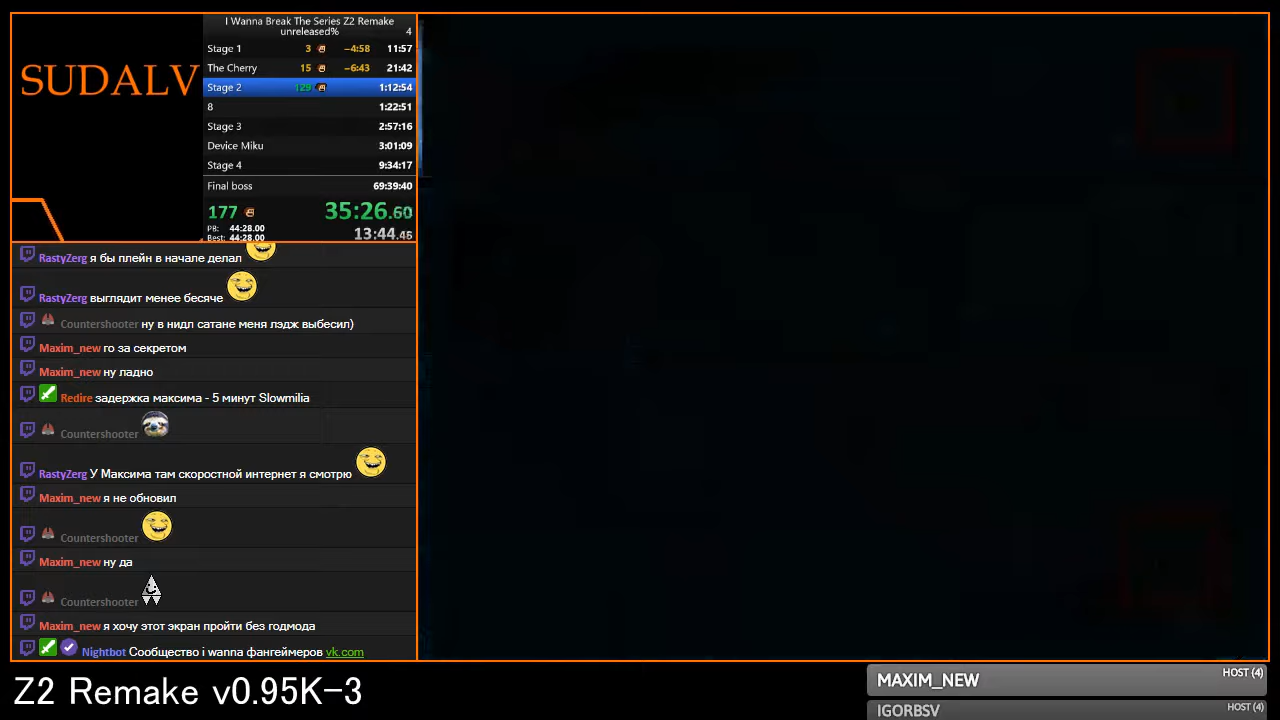 SUDALV
I Wanna Break The Series Z2 Remake
unreleased% 4
Stage 1 3 −4:58 11:57
The Cherry 15 −6:43 21:42
Stage 2 129 1:12:54
8 1:22:51
Stage 3 2:57:16
Device Miku 3:01:09
Stage 4 9:34:17
Final boss 69:39:40
177 35:26.60
PB: 44:28.00
Best: 44:28.00
13:44.45
RastyZerg я бы плейн в начале делал
RastyZerg выглядит менее бесяче
Countershooter ну в нидл сатане меня лэдж выбесил)
Maxim_new го за секретом
Maxim_new ну ладно
Redire задержка максима - 5 минут Slowmilia
Countershooter
RastyZerg У Максима там скоростной интернет я смотрю
Maxim_new я не обновил
Countershooter
Maxim_new ну да
Countershooter
Maxim_new я хочу этот экран пройти без годмода
Nightbot Сообщество i wanna фангеймеров vk.com
Z2 Remake v0.95K-3
MAXIM_NEW HOST (4)
IGORBSV HOST (4)